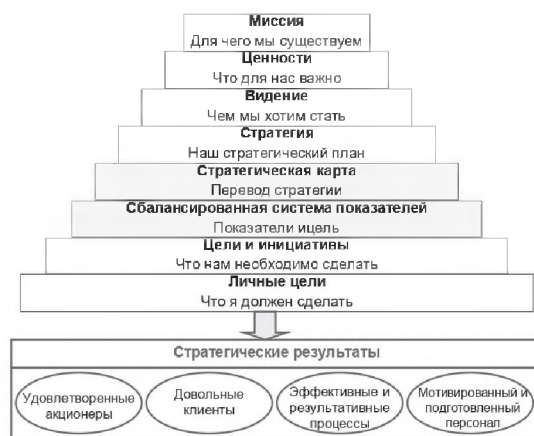 Миссия
Для чего мы существуем
Ценности
Что для нас важно
Видение
Чем мы хотим стать
Стратегия
Наш стратегический план
Стратегическая карта
Перевод стратегии
Сбалансированная система показателей
Показатели ицель
Цели и инициативы
Что нам необходимо сделать
Личные цели
Что я должен сделать
Стратегические результаты
Удовлетворенные
акционеры
Довольные
клиенты
Эффективные и
результативные
процессы
Мотивированный и
подготовленный
персонал